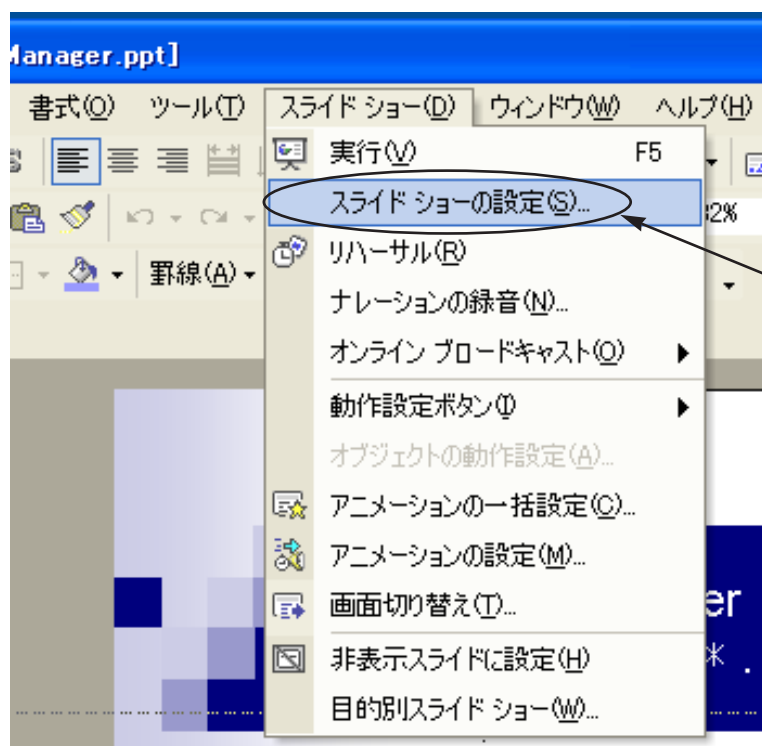 Manager.ppt]
書式(O) ツール(T) スライド ショー(D) ウィンドウ(W) ヘルプ(H)
実行(V) F5
スライド ショーの設定(S)...
2%
リハーサル(R)
罫線(A)
ナレーションの録音(N)...
オンライン ブロードキャスト(O)
動作設定ボタン(I)
オブジェクトの動作設定(A)...
アニメーションの一括設定(C)...
アニメーションの設定(M)...
画面切り替え(T)...
er
非表示スライドに設定(H)
*.
目的別スライド ショー(W)...